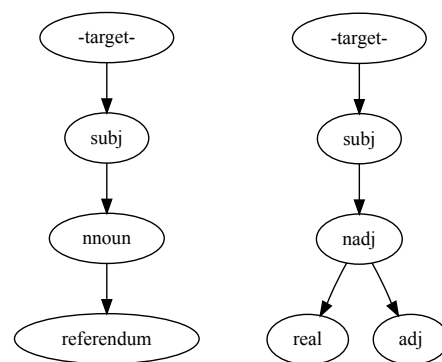 -target- -target-
subj subj
nnoun nadj
referendum real adj